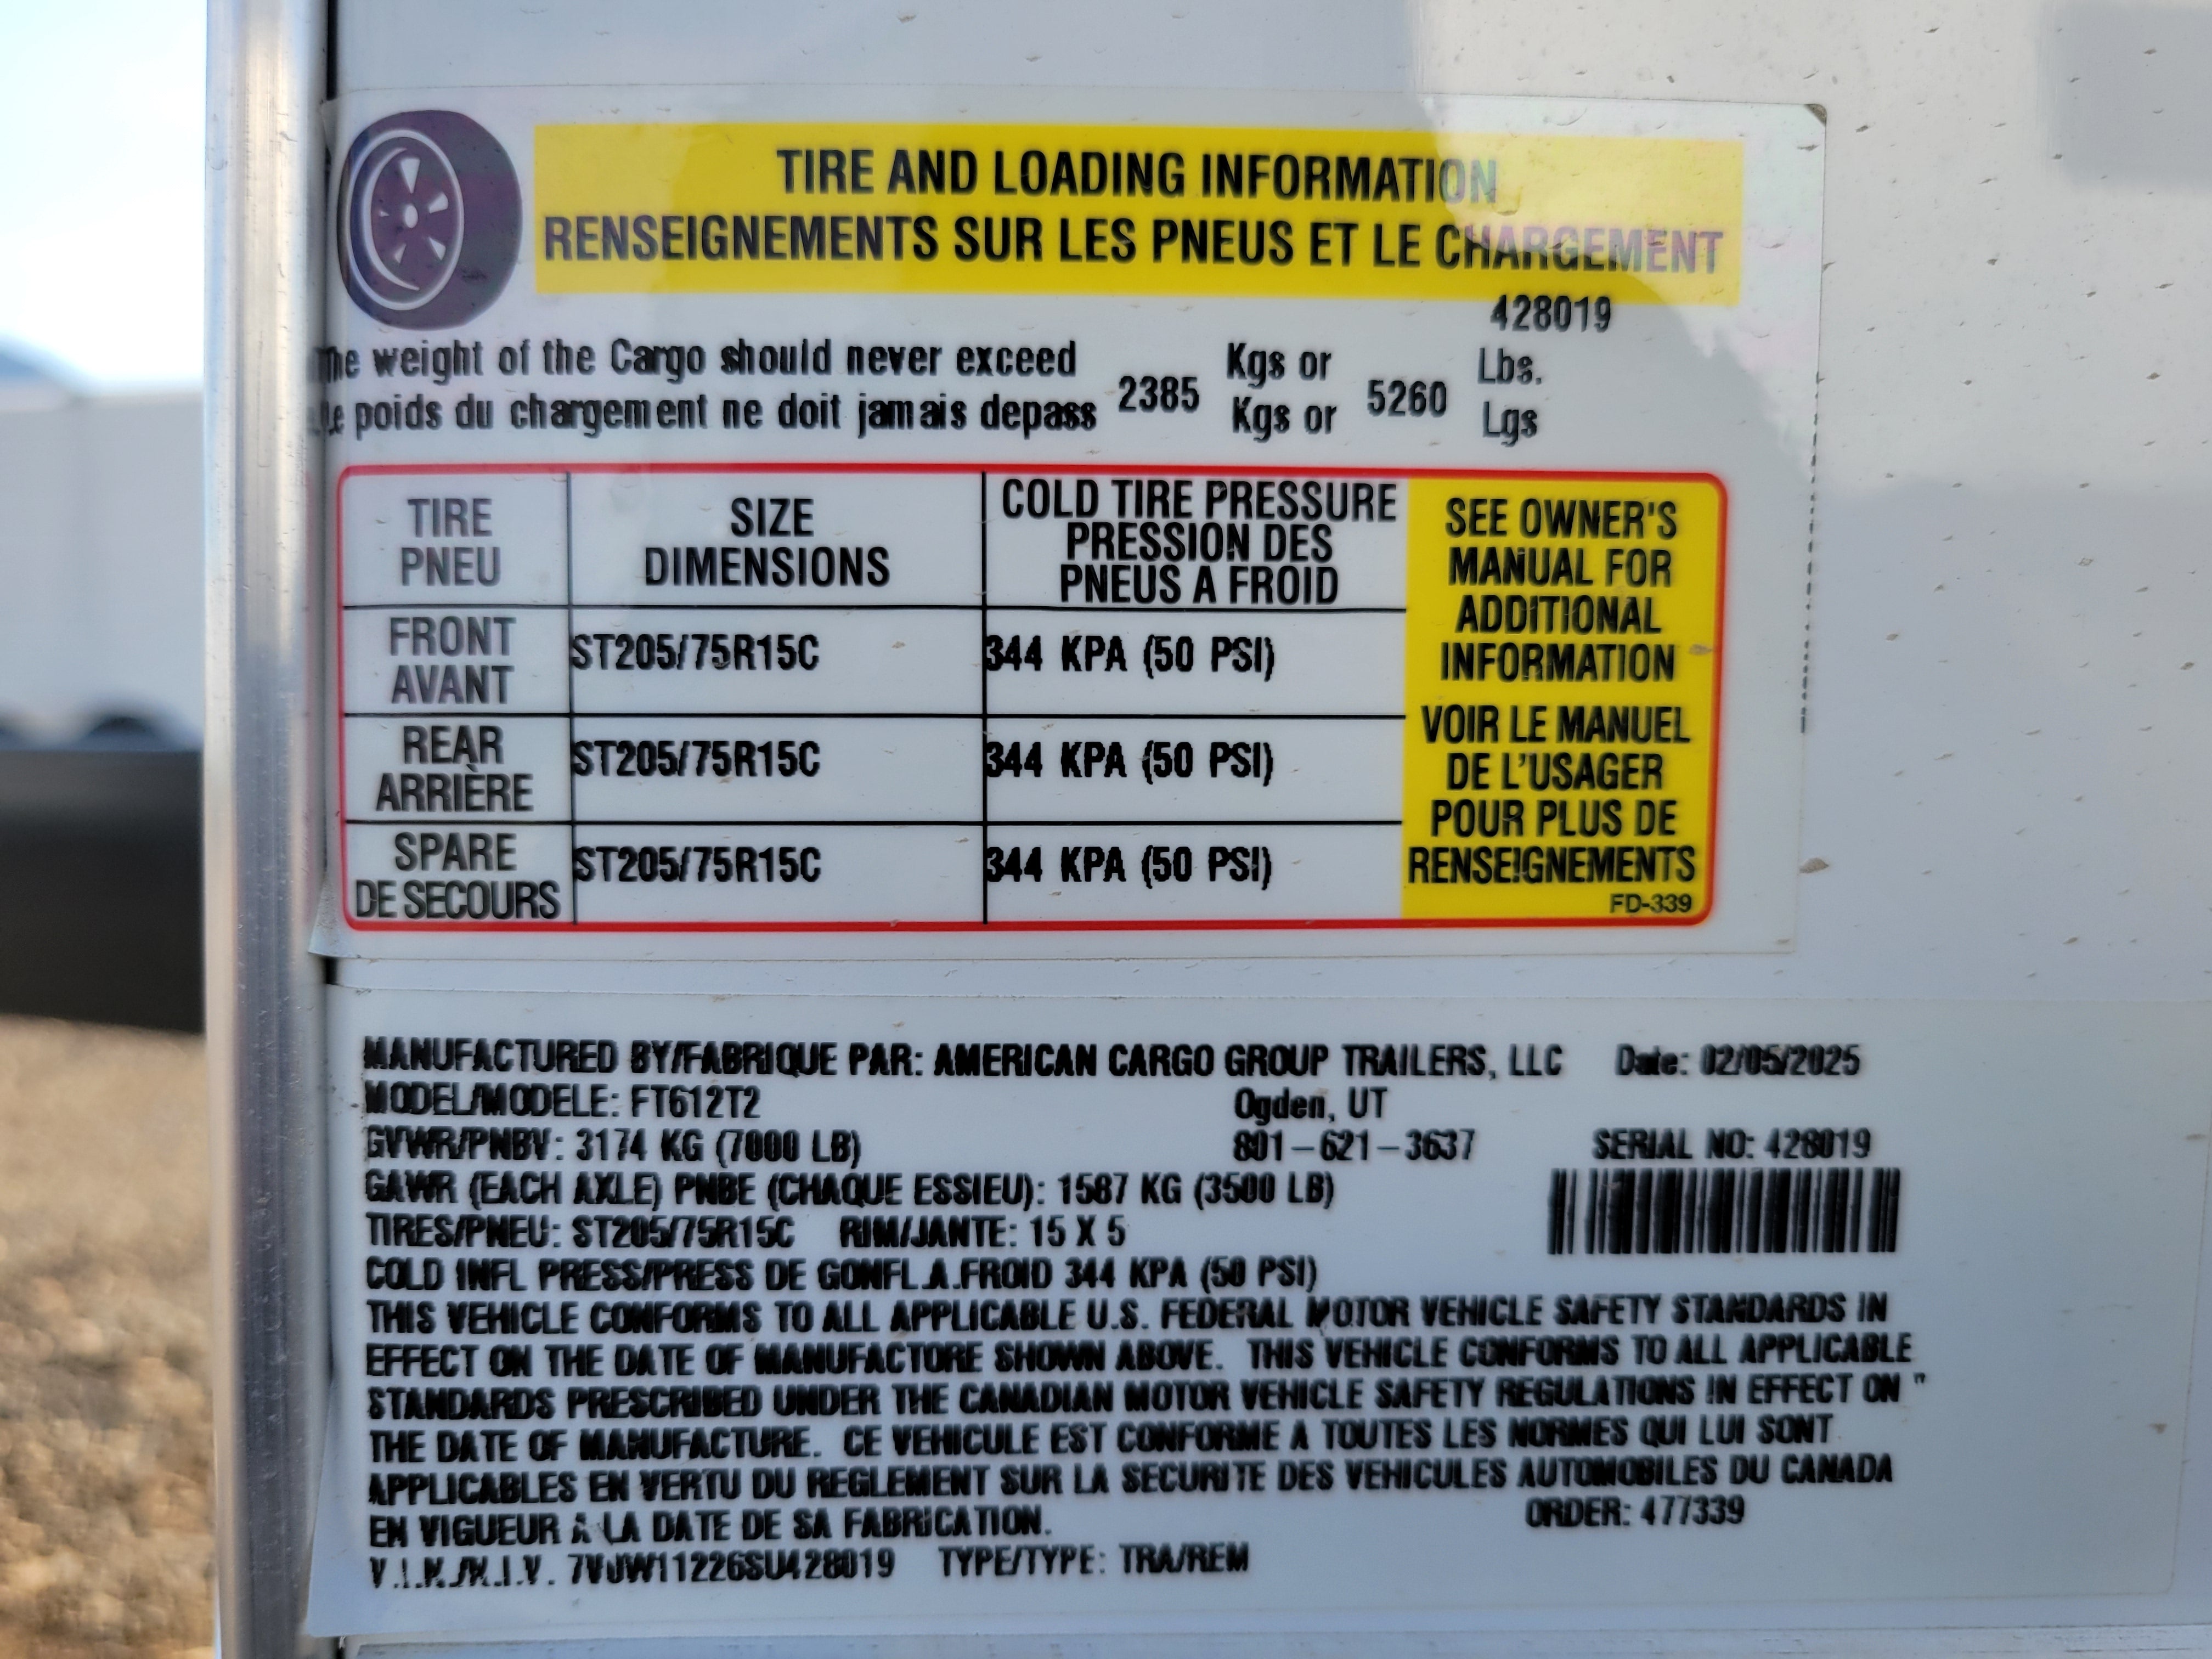 TIRE AND LOADING INFORMATION
RENSEIGNEMENTS SUR LES PNEUS ET LE CHARGEMENT
428019
The weight of the Cargo should never exceed 2385 Kgs or 5260 Lbs.
Le poids du chargement ne doit jamais depass Kgs or Lgs
TIRE PNEU SIZE DIMENSIONS COLD TIRE PRESSURE PRESSION DES PNEUS A FROID
FRONT AVANT ST205/75R15C 344 KPA (50 PSI)
REAR ARRIÈRE ST205/75R15C 344 KPA (50 PSI)
SPARE DE SECOURS ST205/75R15C 344 KPA (50 PSI)
SEE OWNER'S
MANUAL FOR
ADDITIONAL
INFORMATION
VOIR LE MANUEL
DE L'USAGER
POUR PLUS DE
RENSEIGNEMENTS
FD-339
MANUFACTURED BY/FABRIQUE PAR: AMERICAN CARGO GROUP TRAILERS, LLC Date: 02/05/2025
MODEL/MODELE: FT612T2 Ogden, UT
GVWR/PNBV: 3174 KG (7000 LB) 801-621-3637 SERIAL NO: 428019
GAWR (EACH AXLE) PNBE (CHAQUE ESSIEU): 1587 KG (3500 LB)
TIRES/PNEU: ST205/75R15C RIM/JANTE: 15 X 5
COLD INFL PRESS/PRESS DE GONFL.A.FROID 344 KPA (50 PSI)
THIS VEHICLE CONFORMS TO ALL APPLICABLE U.S. FEDERAL MOTOR VEHICLE SAFETY STANDARDS IN
EFFECT ON THE DATE OF MANUFACTORE SHOWN ABOVE. THIS VEHICLE CONFORMS TO ALL APPLICABLE
STANDARDS PRESCRIBED UNDER THE CANADIAN MOTOR VEHICLE SAFETY REGULATIONS IN EFFECT ON "
THE DATE OF MANUFACTURE. CE VEHICULE EST CONFORME A TOUTES LES NORMES QUI LUI SONT
APPLICABLES EN VERTU DU REGLEMENT SUR LA SECURITE DES VEHICULES AUTOMOBILES DU CANADA
EN VIGUEUR A LA DATE DE SA FABRICATION. ORDER: 477339
V.I.N./N.I.V. 7V0W11226SU428019 TYPE/TYPE: TRA/REM